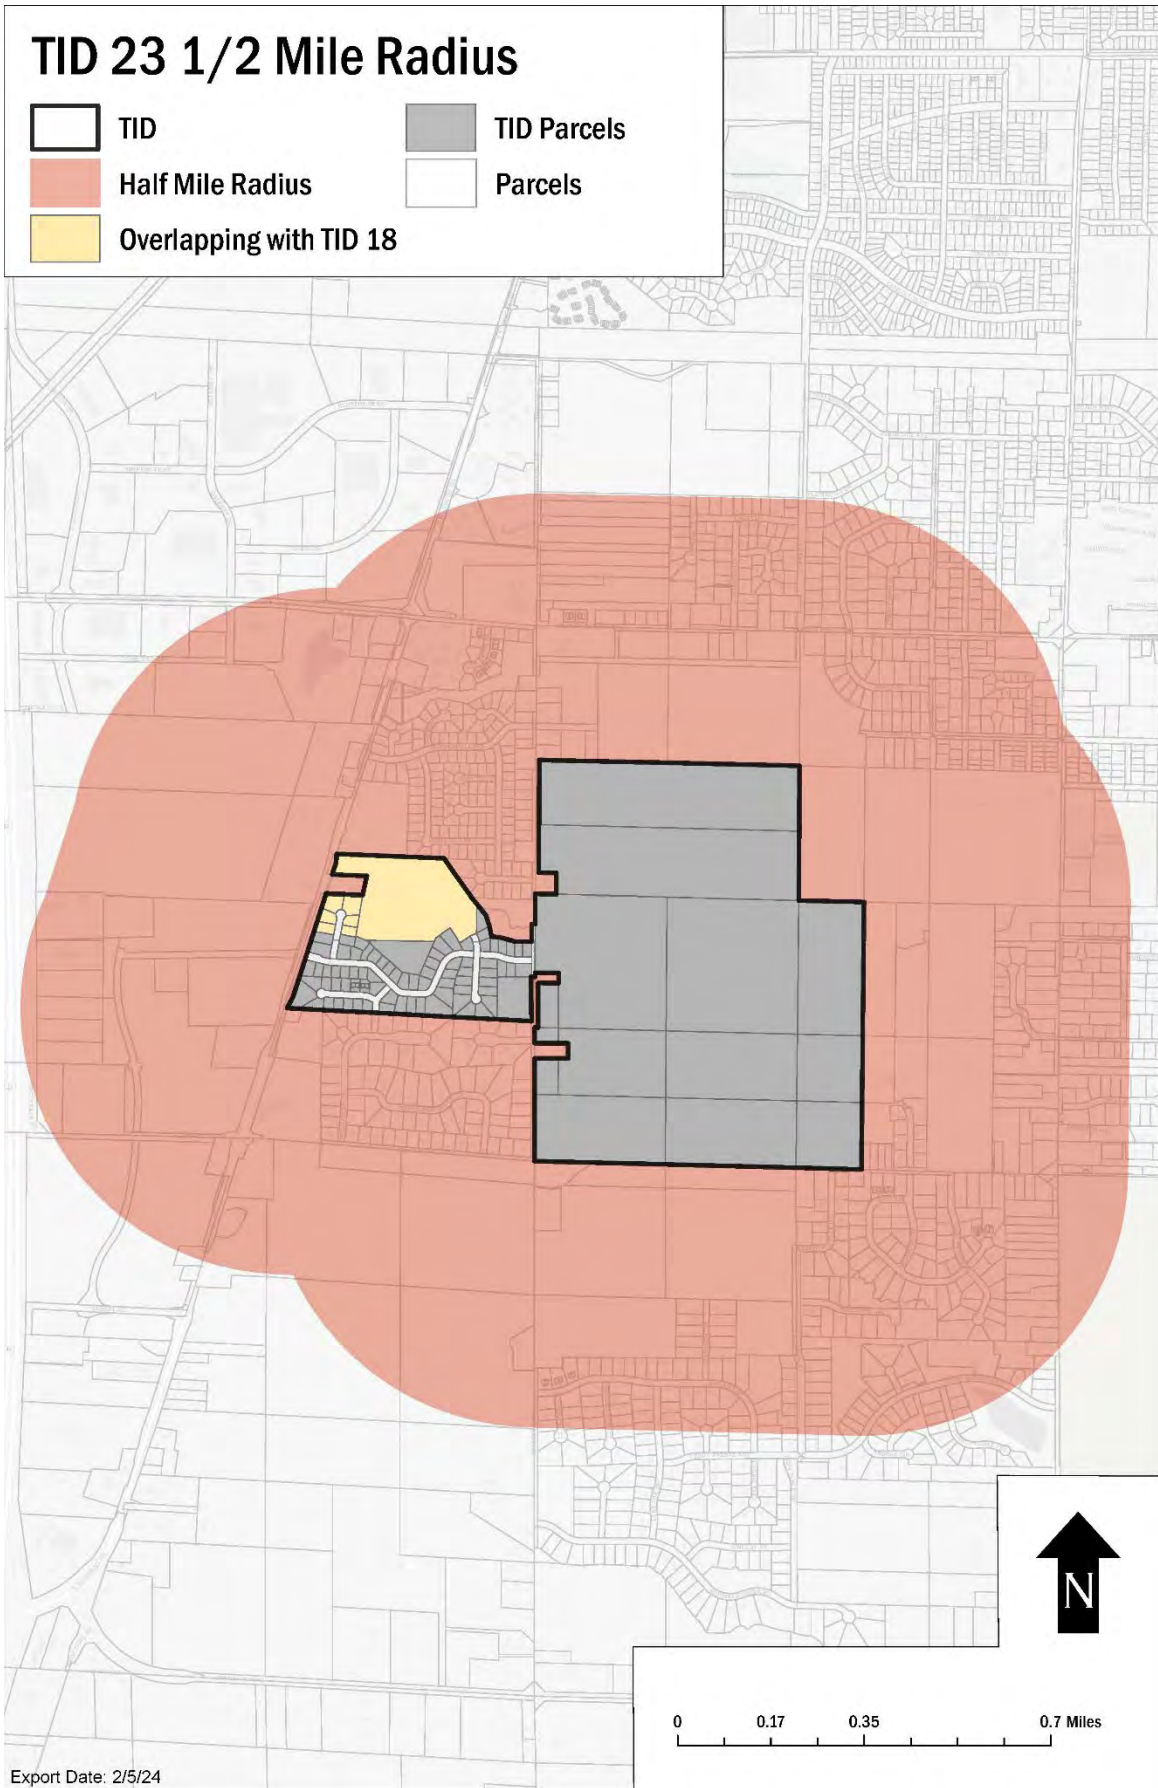 TID 23 1/2 Mile Radius
TID
TID Parcels
Half Mile Radius
Parcels
Overlapping with TID 18
N
0 0.17 0.35 0.7 Miles
Export Date: 2/5/24